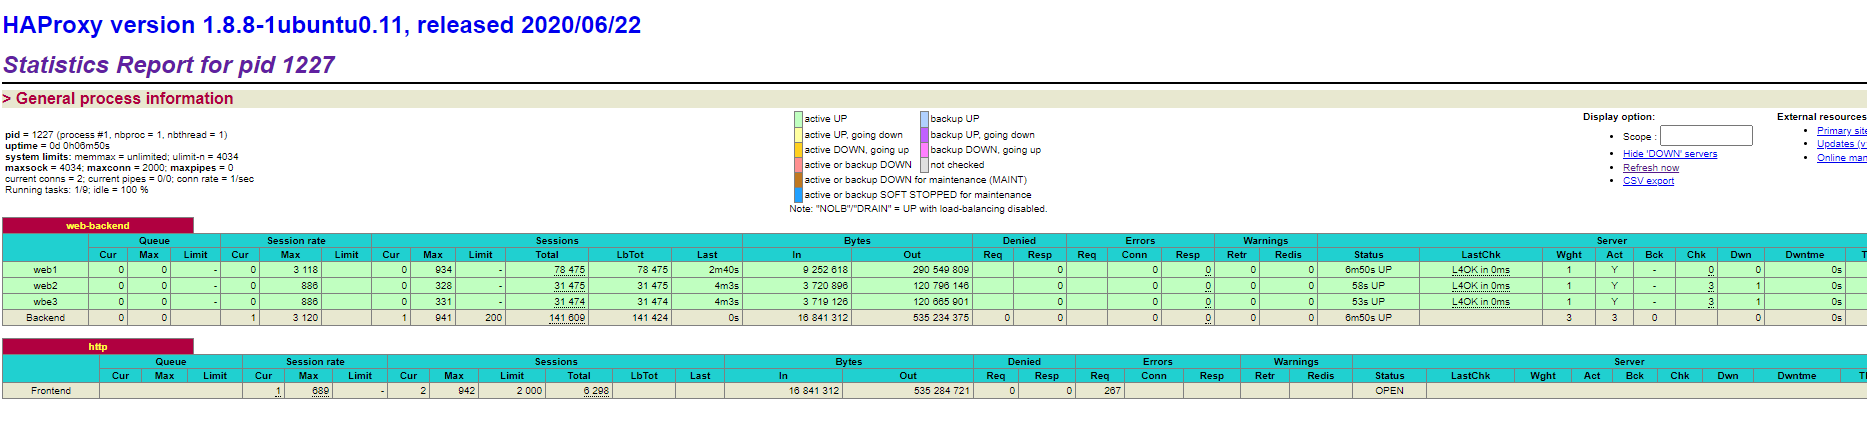 HAProxy version 1.8.8-1ubuntu0.11, released 2020/06/22
Statistics Report for pid 1227
> General process information
pid = 1227 (process #1, nbproc = 1, nbthread = 1)
uptime = 0d 0h06m50s
system limits: memmax = unlimited; ulimit-n = 4034
maxsock = 4034; maxconn = 2000; maxpipes = 0
current conns = 2; current pipes = 0/0; conn rate = 1/sec
Running tasks: 1/9; idle = 100 %
active UP backup UP
active UP, going down backup UP, going down
active DOWN, going up backup DOWN, going up
active or backup DOWN not checked
active or backup DOWN for maintenance (MAINT)
active or backup SOFT STOPPED for maintenance
Note: "NOLB"/"DRAIN" = UP with load-balancing disabled.
Display option:
Scope :
Hide 'DOWN' servers
Refresh now
CSV export
External resources
Primary site
Updates (v
Online man
web-backend
Queue Session rate Sessions Bytes Denied Errors Warnings Server
Cur Max Limit Cur Max Limit Cur Max Limit Total LbTot Last In Out Req Resp Req Conn Resp Retr Redis Status LastChk Wght Act Bck Chk Dwn Dwntme T
web1 0 0 - 0 3 118 0 934 - 78 475 78 475 2m40s 9 252 618 290 549 809 0 0 0 0 0 6m50s UP L4OK in 0ms 1 Y - 0 0 0s
web2 0 0 - 0 886 0 328 - 31 475 31 475 4m3s 3 720 896 120 796 146 0 0 0 0 0 58s UP L4OK in 0ms 1 Y - 3 1 0s
wbe3 0 0 - 0 886 0 331 - 31 474 31 474 4m3s 3 719 126 120 665 901 0 0 0 0 0 53s UP L4OK in 0ms 1 Y - 3 1 0s
Backend 0 0 1 3 120 1 941 200 141 609 141 424 0s 16 841 312 535 234 375 0 0 0 0 0 0 6m50s UP 3 3 0 0 0s
http
Queue Session rate Sessions Bytes Denied Errors Warnings Server
Cur Max Limit Cur Max Limit Cur Max Limit Total LbTot Last In Out Req Resp Req Conn Resp Retr Redis Status LastChk Wght Act Bck Chk Dwn Dwntme Th
Frontend 1 689 - 2 942 2 000 6 298 16 841 312 535 284 721 0 0 267 OPEN